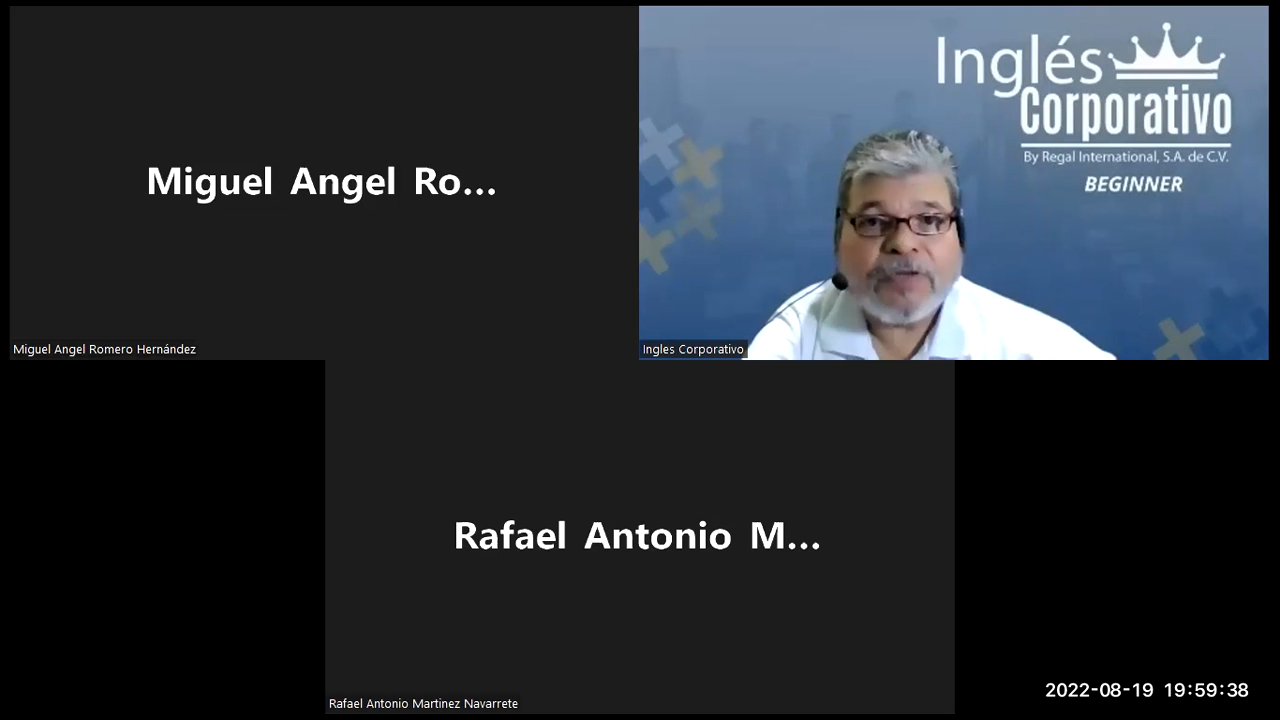 Miguel Angel Ro...
Miguel Angel Romero Hernández
Inglés
Corporativo
By Regal International, S.A. de C.V.
BEGINNER
Ingles Corporativo
Rafael Antonio M...
Rafael Antonio Martinez Navarrete
2022-08-19 19:59:38